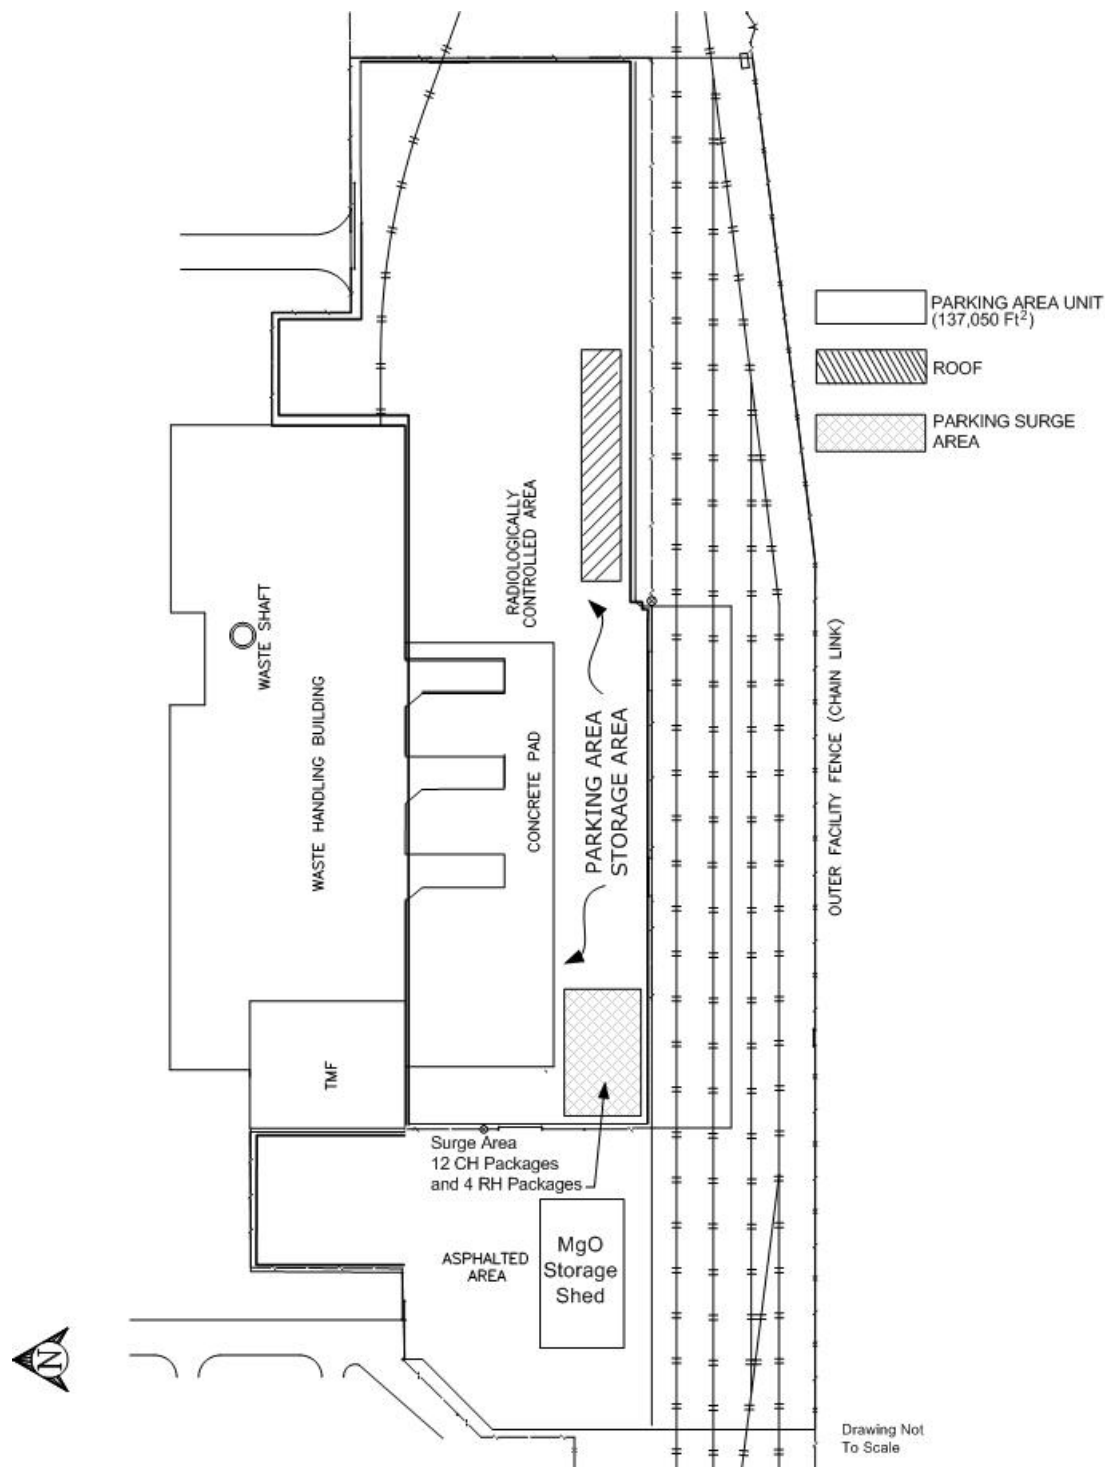 PARKING AREA UNIT
(137,050 Ft²)
ROOF
PARKING SURGE
AREA
RADIOLOGICALLY
CONTROLLED AREA
WASTE SHAFT
WASTE HANDLING BUILDING
CONCRETE PAD
PARKING AREA
STORAGE AREA
OUTER FACILITY FENCE (CHAIN LINK)
TMF
Surge Area
12 CH Packages
and 4 RH Packages
ASPHALTED
AREA
MgO
Storage
Shed
N
Drawing Not
To Scale